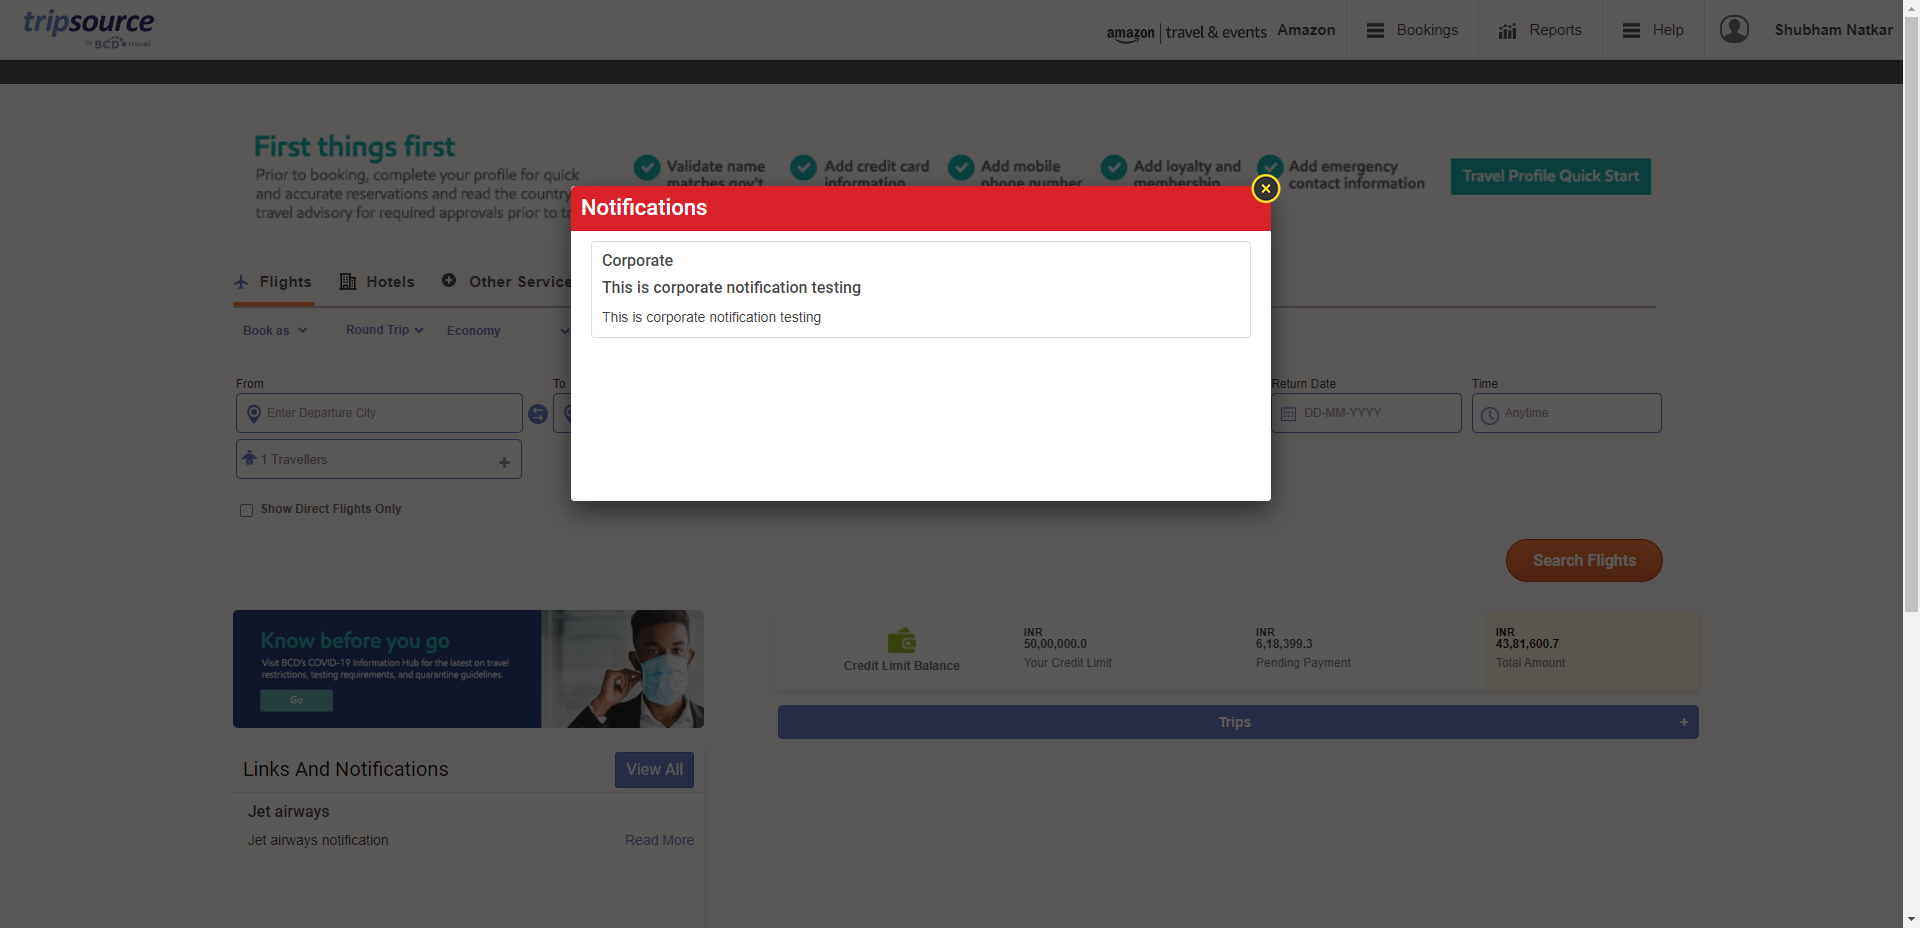 tripsource
by BCD travel
amazon | travel & events Amazon
Bookings
Reports
Help
Shubham Natkar
First things first
Prior to booking, complete your profile for quick
and accurate reservations and read the country
travel advisory for required approvals prior to tr
Validate name
matches gov't
Add credit card
information
Add mobile
phone number
Add loyalty and
membership
Add emergency
contact information
Travel Profile Quick Start
Notifications
Corporate
This is corporate notification testing
This is corporate notification testing
Flights
Hotels
Other Service
Book as
Round Trip
Economy
From
To
Return Date
Time
Enter Departure City
DD-MM-YYYY
Anytime
1 Travellers
+
Show Direct Flights Only
Search Flights
Know before you go
Visit BCD's COVID-19 Information Hub for the latest on travel
restrictions, testing requirements, and quarantine guidelines.
Go
Credit Limit Balance
INR
50,00,000.0
Your Credit Limit
INR
6,18,399.3
Pending Payment
INR
43,81,600.7
Total Amount
Trips
+
Links And Notifications
View All
Jet airways
Jet airways notification
Read More